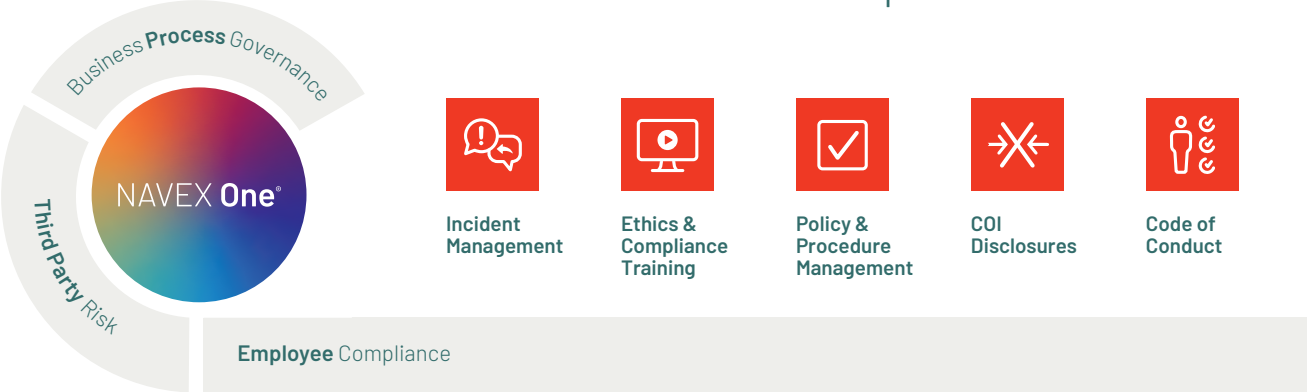 Business Process Governance
NAVEX One®
Third Party Risk
Incident
Management
Ethics &
Compliance
Training
Policy &
Procedure
Management
COI
Disclosures
Code of
Conduct
Employee Compliance